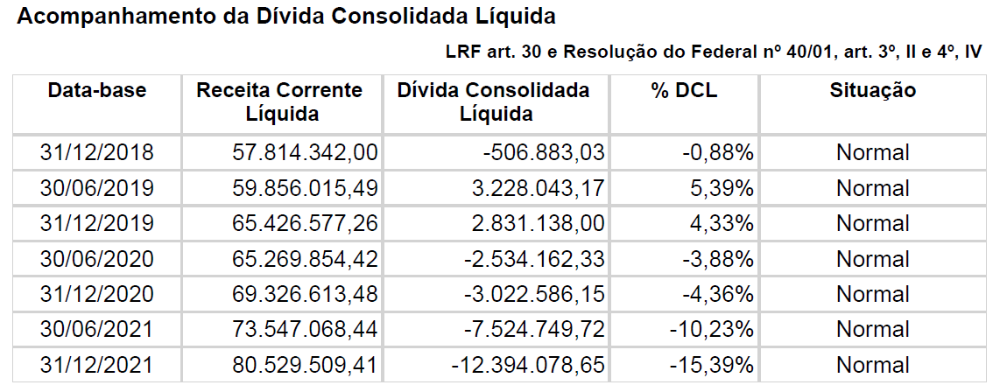 Acompanhamento da Dívida Consolidada Líquida
LRF art. 30 e Resolução do Federal nº 40/01, art. 3º, II e 4º, IV
Data-base Receita Corrente Líquida Dívida Consolidada Líquida % DCL Situação
31/12/2018 57.814.342,00 -506.883,03 -0,88% Normal
30/06/2019 59.856.015,49 3.228.043,17 5,39% Normal
31/12/2019 65.426.577,26 2.831.138,00 4,33% Normal
30/06/2020 65.269.854,42 -2.534.162,33 -3,88% Normal
31/12/2020 69.326.613,48 -3.022.586,15 -4,36% Normal
30/06/2021 73.547.068,44 -7.524.749,72 -10,23% Normal
31/12/2021 80.529.509,41 -12.394.078,65 -15,39% Normal